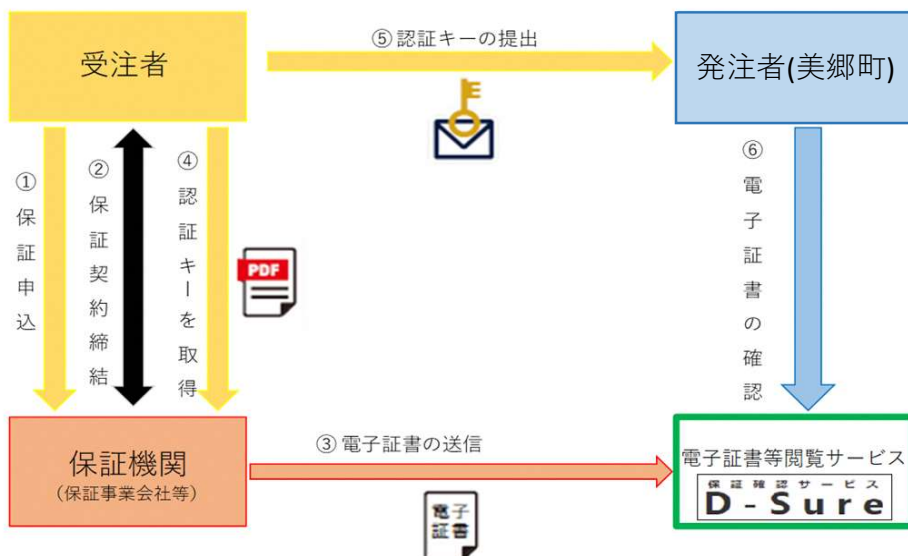 受注者
⑤認証キーの提出
発注者(美郷町)
①保証申込
②保証契約締結
④認証キーを取得
PDF
⑥電子証書の確認
保証機関
(保証事業会社等)
③電子証書の送信
電子
証書
電子証書等閲覧サービス
保証確認サービス
D-Sure